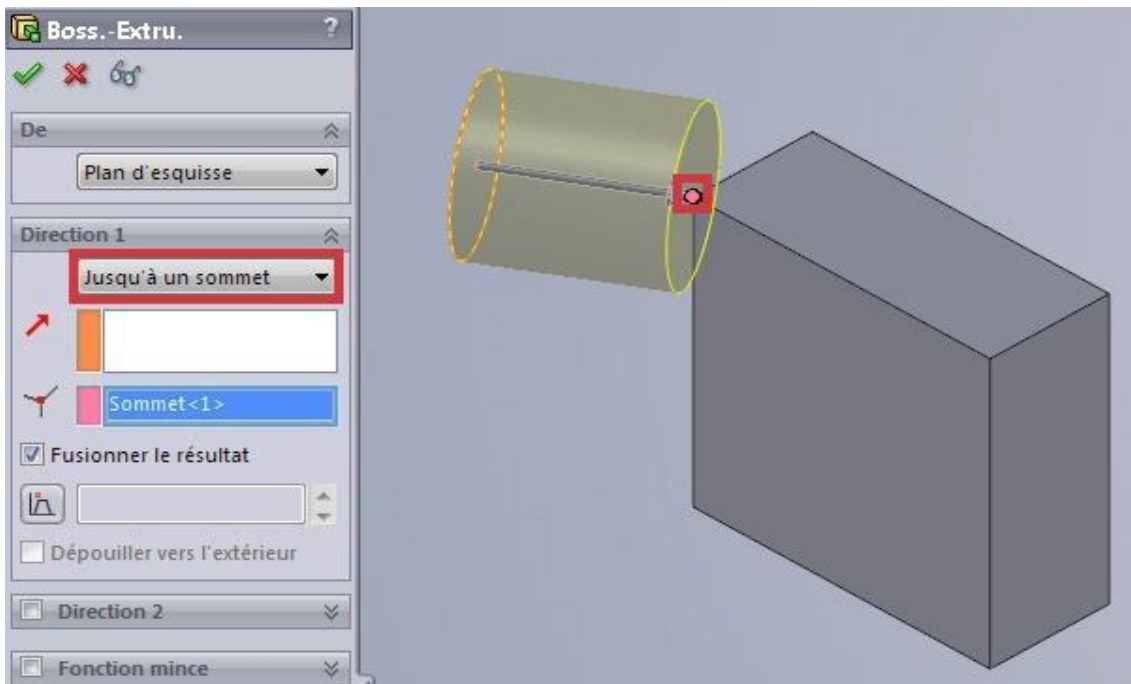 Boss.-Extru. ?
De
Plan d'esquisse
Direction 1
Jusqu'à un sommet
Sommet<1>
Fusionner le résultat
Dépouiller vers l'extérieur
Direction 2
Fonction mince